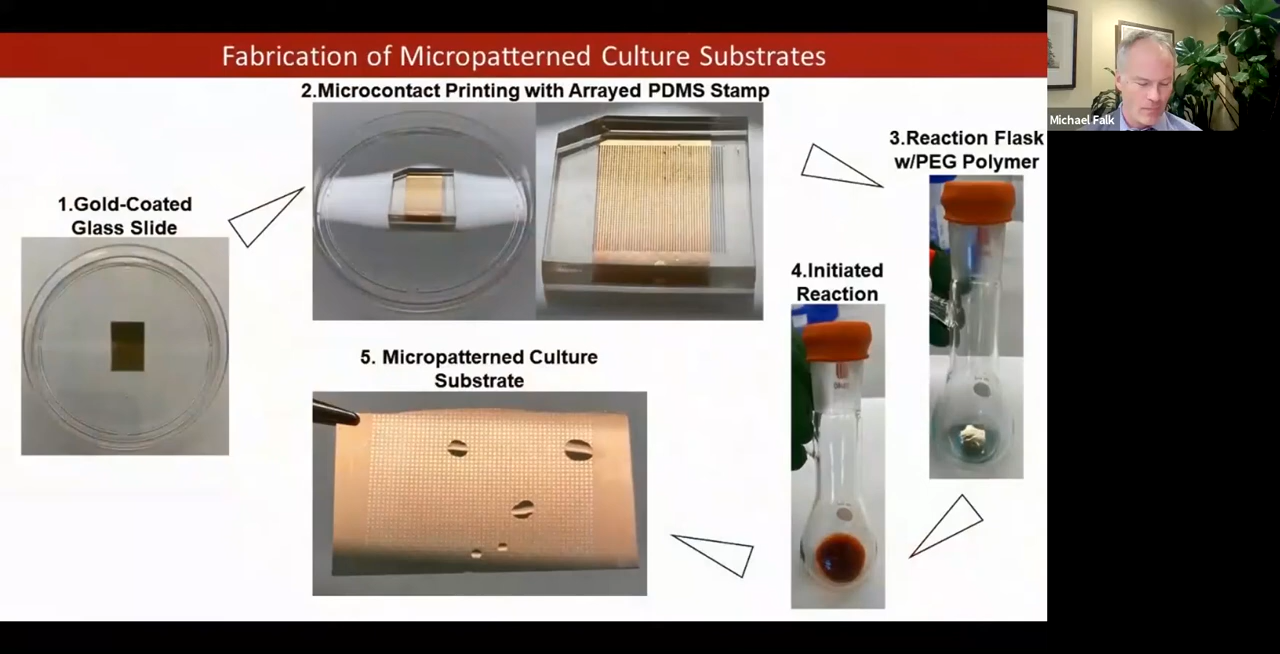 Fabrication of Micropatterned Culture Substrates
2.Microcontact Printing with Arrayed PDMS Stamp
Michael Falk
3.Reaction Flask
w/PEG Polymer
1.Gold-Coated
Glass Slide
4.Initiated
Reaction
5. Micropatterned Culture
Substrate